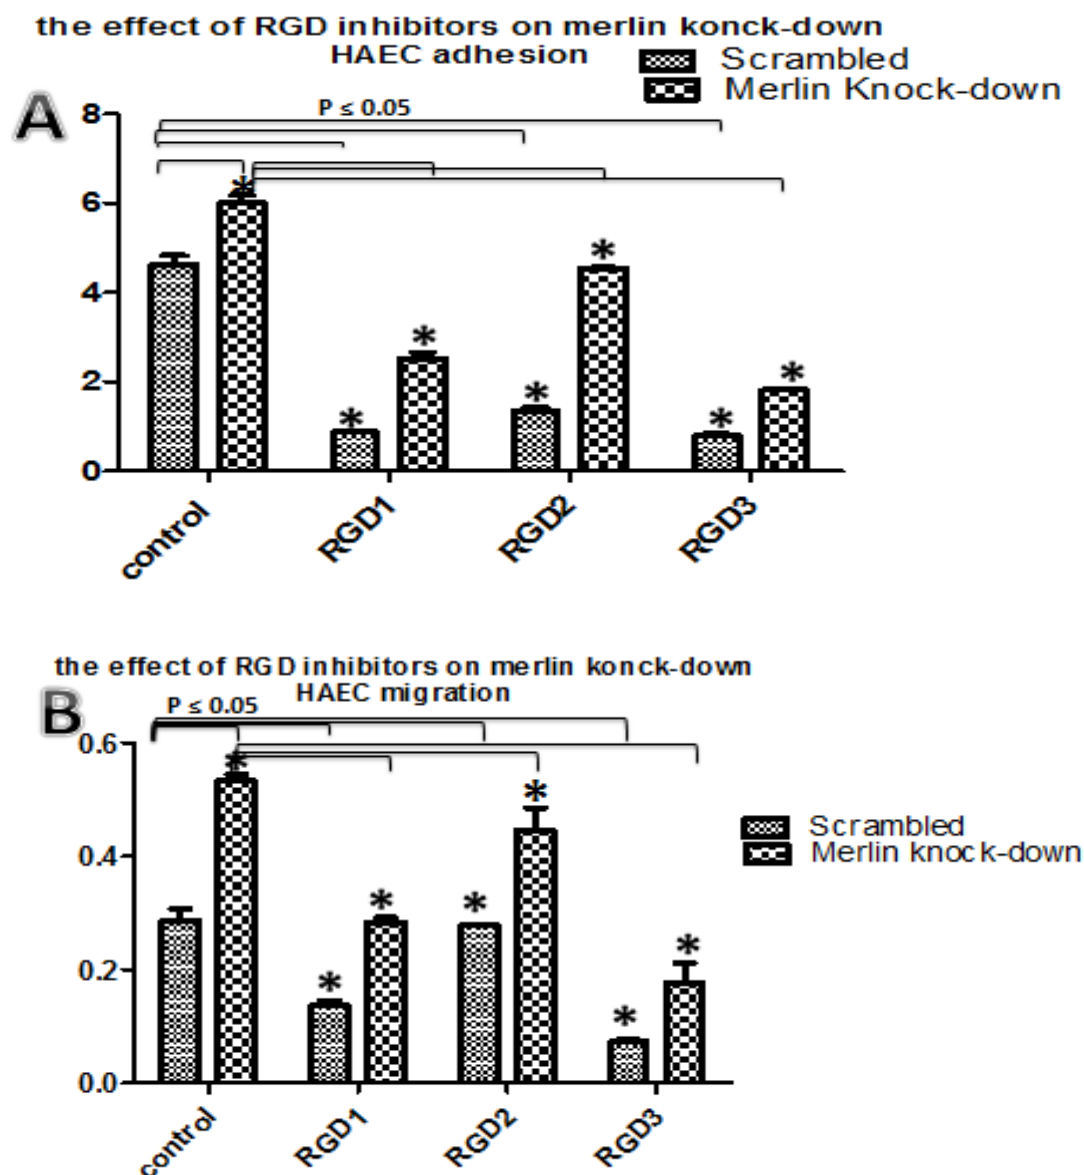 the effect of RGD inhibitors on merlin konck-down
HAEC adhesion
Scrambled
Merlin Knock-down
A
P ≤ 0.05
8
6
4
2
0
*
*
*
*
*
*
*
control
RGD1
RGD2
RGD3
the effect of RGD inhibitors on merlin konck-down
HAEC migration
B
P ≤ 0.05
0.6
0.4
0.2
0.0
*
*
*
*
*
*
*
Scrambled
Merlin knock-down
control
RGD1
RGD2
RGD3